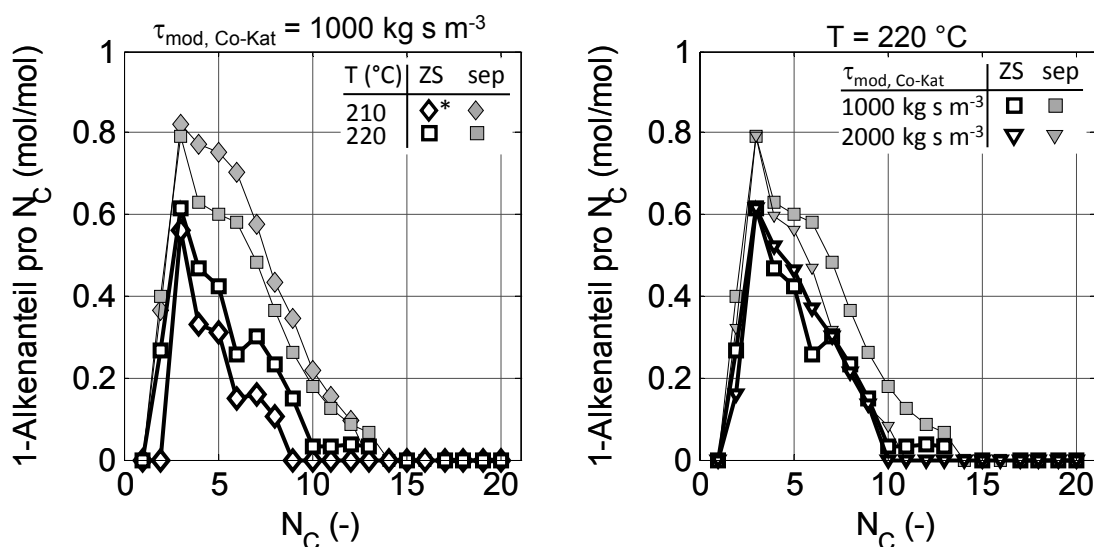 τmod, Co-Kat = 1000 kg s m-3
1-Alkenanteil pro NC (mol/mol)
1
0.8
0.6
0.4
0.2
0
T (°C) ZS sep
210 *
220
0 5 10 15 20
NC (-)
T = 220 °C
1-Alkenanteil pro NC (mol/mol)
1
0.8
0.6
0.4
0.2
0
τmod, Co-Kat ZS sep
1000 kg s m-3
2000 kg s m-3
0 5 10 15 20
NC (-)